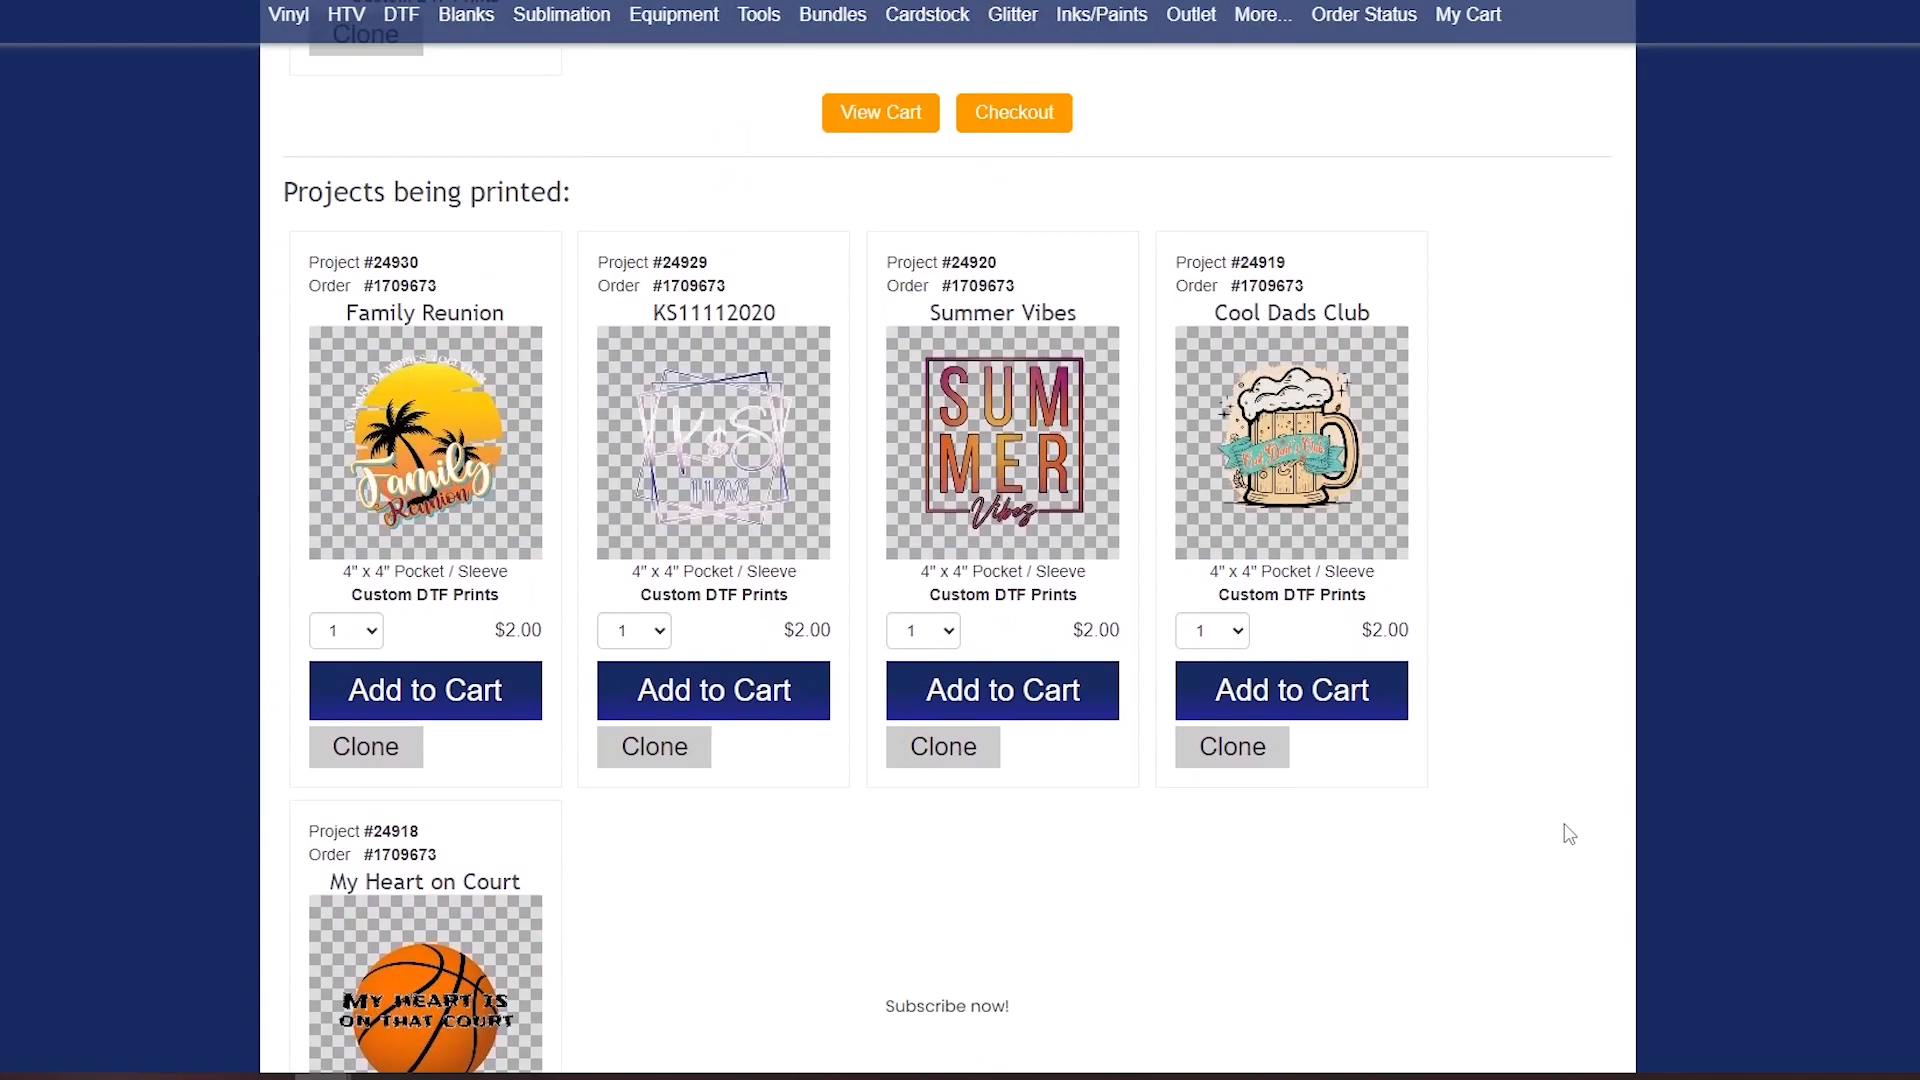 Vinyl HTV DTF Blanks Sublimation Equipment Tools Bundles Cardstock Glitter Inks/Paints Outlet More... Order Status My Cart
Clone
View Cart Checkout
Projects being printed:
Project #24930
Order #1709673
Family Reunion
Family
Reunion
4" x 4" Pocket / Sleeve
Custom DTF Prints
1 $2.00
Add to Cart
Clone
Project #24929
Order #1709673
KS11112020
K&S
4" x 4" Pocket / Sleeve
Custom DTF Prints
1 $2.00
Add to Cart
Clone
Project #24920
Order #1709673
Summer Vibes
SUM
MER
Vibes
4" x 4" Pocket / Sleeve
Custom DTF Prints
1 $2.00
Add to Cart
Clone
Project #24919
Order #1709673
Cool Dads Club
Cool Dad's Club
4" x 4" Pocket / Sleeve
Custom DTF Prints
1 $2.00
Add to Cart
Clone
Project #24918
Order #1709673
My Heart on Court
MY HEART IS
ON THAT COURT
Subscribe now!